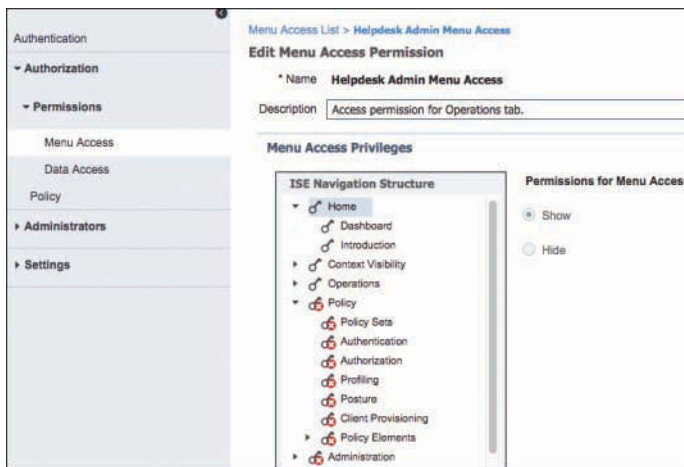 Authentication
Authorization
Permissions
Menu Access
Data Access
Policy
Administrators
Settings
Menu Access List > Helpdesk Admin Menu Access
Edit Menu Access Permission
* Name Helpdesk Admin Menu Access
Description Access permission for Operations tab.
Menu Access Privileges
ISE Navigation Structure
Home
Dashboard
Introduction
Context Visibility
Operations
Policy
Policy Sets
Authentication
Authorization
Profiling
Posture
Client Provisioning
Policy Elements
Administration
Permissions for Menu Acces
Show
Hide